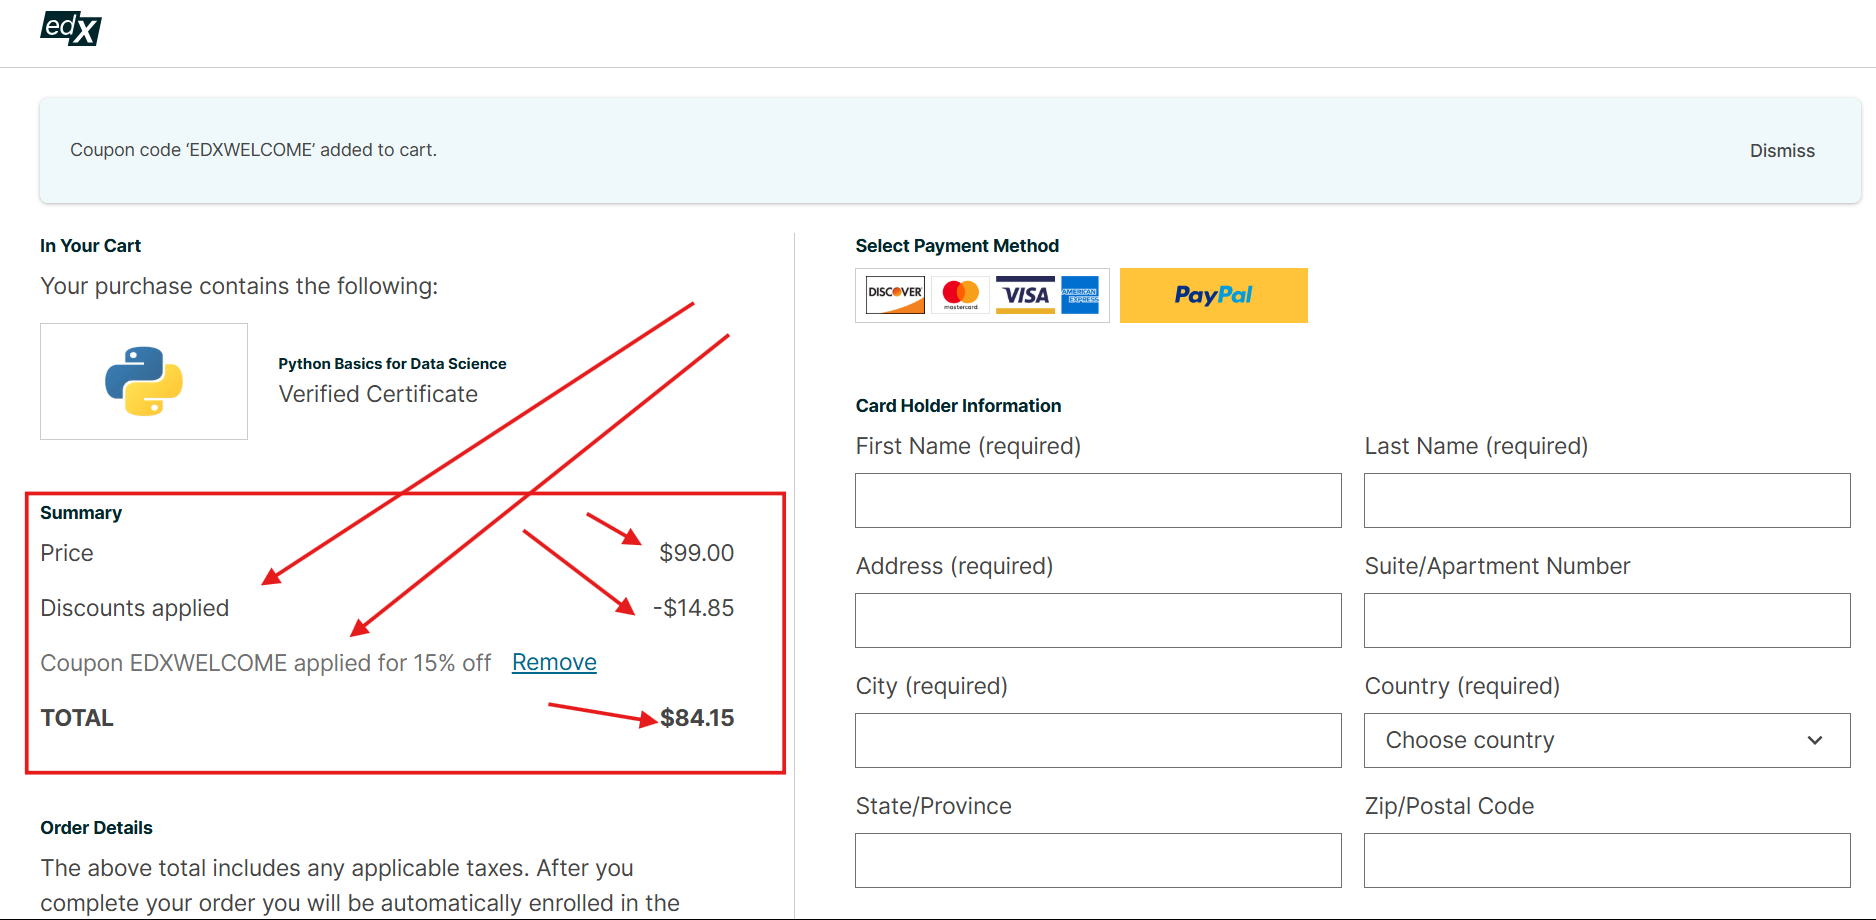 edX
Coupon code ‘EDXWELCOME’ added to cart.
Dismiss
In Your Cart
Your purchase contains the following:
Python Basics for Data Science
Verified Certificate
Summary
Price $99.00
Discounts applied -$14.85
Coupon EDXWELCOME applied for 15% off Remove
TOTAL $84.15
Order Details
The above total includes any applicable taxes. After you
complete your order you will be automatically enrolled in the
Select Payment Method
DISCOVER mastercard VISA AMERICAN EXPRESS PayPal
Card Holder Information
First Name (required) Last Name (required)
Address (required) Suite/Apartment Number
City (required) Country (required)
Choose country
State/Province Zip/Postal Code